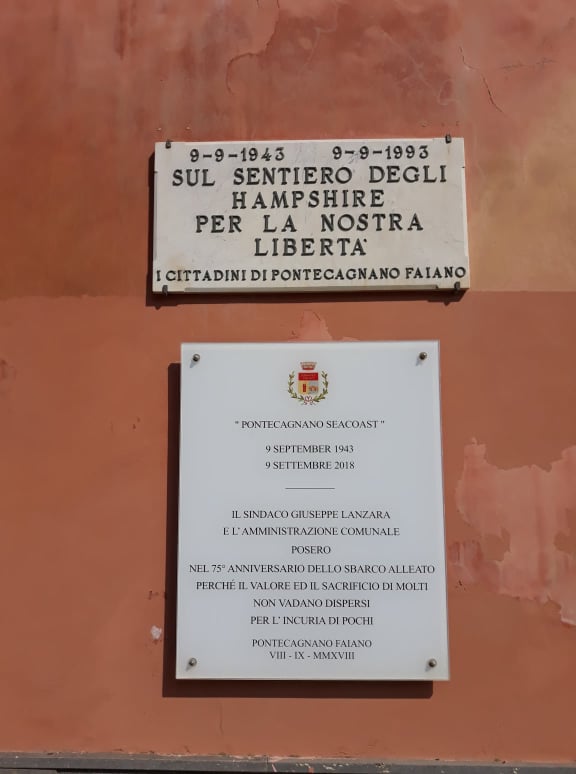 9-9-1943 9-9-1993
SUL SENTIERO DEGLI
HAMPSHIRE
PER LA NOSTRA
LIBERTA'
I CITTADINI DI PONTECAGNANO FAIANO
" PONTECAGNANO SEACOAST "
9 SEPTEMBER 1943
9 SETTEMBRE 2018
IL SINDACO GIUSEPPE LANZARA
E L' AMMINISTRAZIONE COMUNALE
POSERO
NEL 75° ANNIVERSARIO DELLO SBARCO ALLEATO
PERCHÉ IL VALORE ED IL SACRIFICIO DI MOLTI
NON VADANO DISPERSI
PER L' INCURIA DI POCHI
PONTECAGNANO FAIANO
VIII - IX - MMXVIII